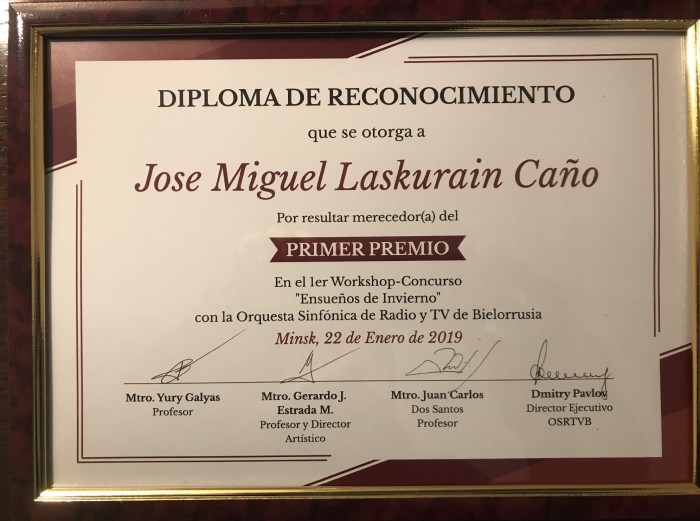 DIPLOMA DE RECONOCIMIENTO
que se otorga a
Jose Miguel Laskurain Caño
Por resultar merecedor(a) del
PRIMER PREMIO
En el 1er Workshop-Concurso
"Ensueños de Invierno"
con la Orquesta Sinfónica de Radio y TV de Bielorrusia
Minsk, 22 de Enero de 2019
Mtro. Yury Galyas
Profesor
Mtro. Gerardo J.
Estrada M.
Profesor y Director
Artístico
Mtro. Juan Carlos
Dos Santos
Profesor
Dmitry Pavlov
Director Ejecutivo
OSRTVB